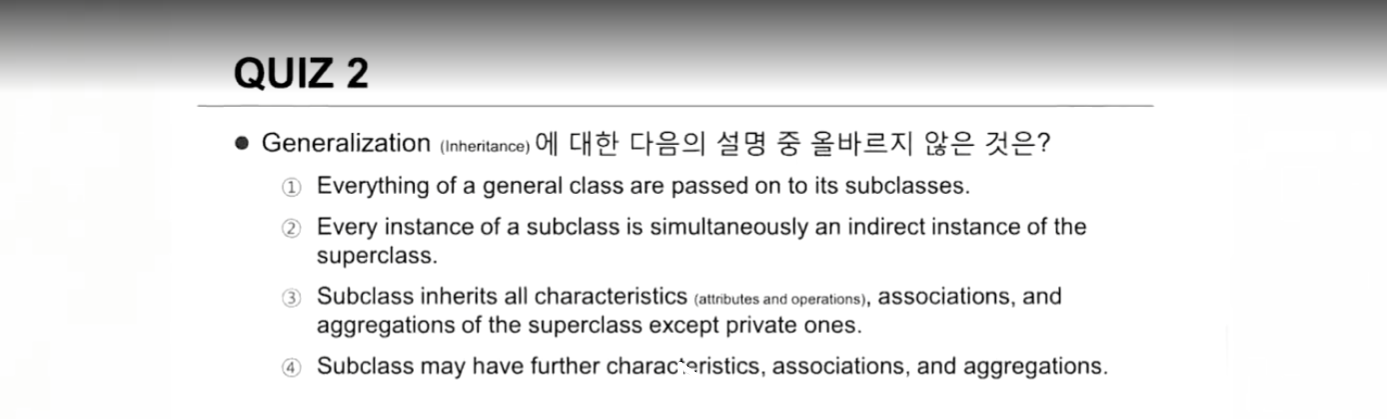 QUIZ 2
● Generalization (Inheritance) 에 대한 다음의 설명 중 올바르지 않은 것은?
① Everything of a general class are passed on to its subclasses.
② Every instance of a subclass is simultaneously an indirect instance of the
superclass.
③ Subclass inherits all characteristics (attributes and operations), associations, and
aggregations of the superclass except private ones.
④ Subclass may have further characteristics, associations, and aggregations.